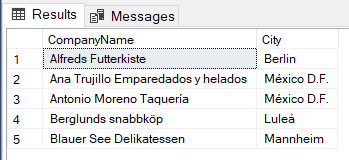 Results Messages
CompanyName City
1 Alfreds Futterkiste Berlin
2 Ana Trujillo Emparedados y helados México D.F.
3 Antonio Moreno Taquería México D.F.
4 Berglunds snabbköp Luleå
5 Blauer See Delikatessen Mannheim